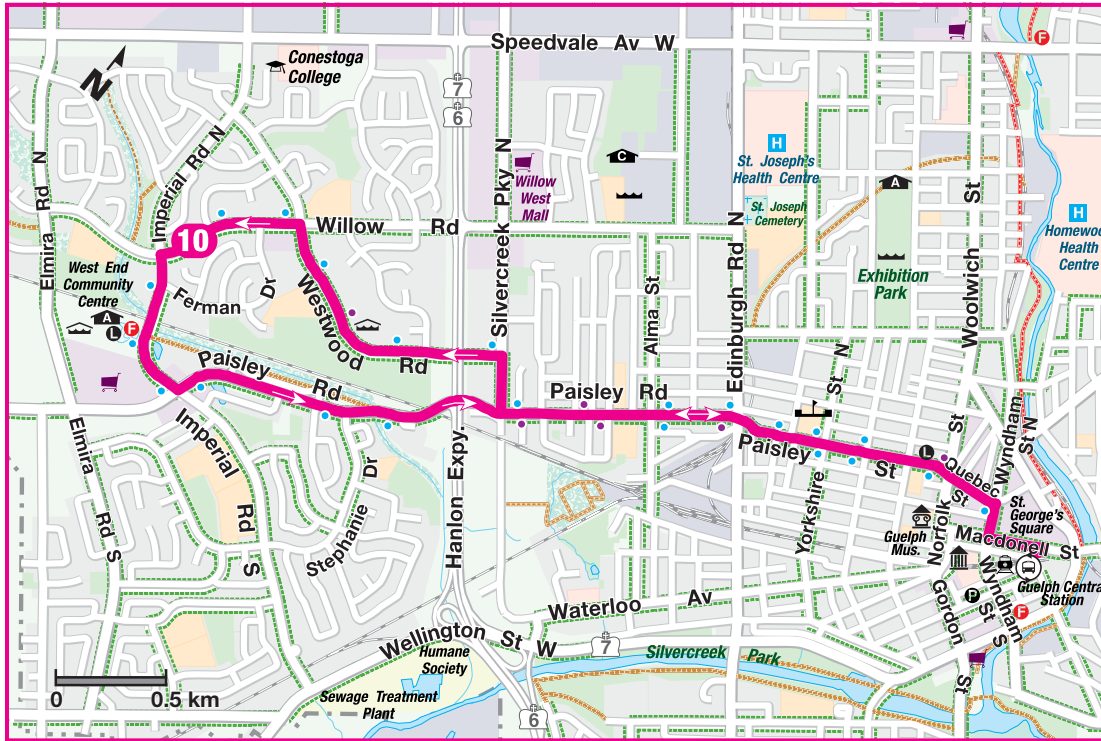 Speedvale Av W
Conestoga
College
N
7
6
H
St. Joseph's
Health Centre
St. Joseph
Cemetery
F
C
Willow
West
Mall
A
Exhibition
Park
H
Homewoo
Health
Centre
Elmira Rd N
Imperial Rd N
Silvercreek Pky N
Edinburgh Rd N
Woolwich St
10
Willow Rd
West End
Community
Centre
A
L
F
Ferman Dr
Westwood Rd
Alma St
Paisley Rd
Paisley Rd
Paisley St
Yorkshire St N
L
Quebec St
Norfolk St
Wyndham St N
St.
George's
Square
Macdonell St
Guelph
Mus.
Guelph Centra
Station
P
F
Gordon St
Wyndham St S
Elmira Rd S
Imperial Rd S
Stephanie Dr
Hanlon Expy.
Waterloo Av
Wellington St W
7
Silvercreek Park
Humane
Society
Sewage Treatment
Plant
6
0 0.5 km